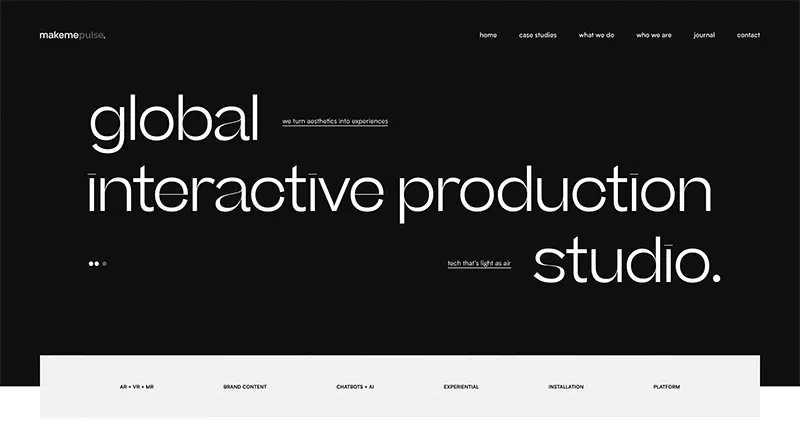 makemepulse.
home case studies what we do who we are journal contact
global
we turn aesthetics into experiences
interactive production
tech that's light as air
studio.
AR + VR + MR BRAND CONTENT CHATBOTS + AI EXPERIENTIAL INSTALLATION PLATFORM